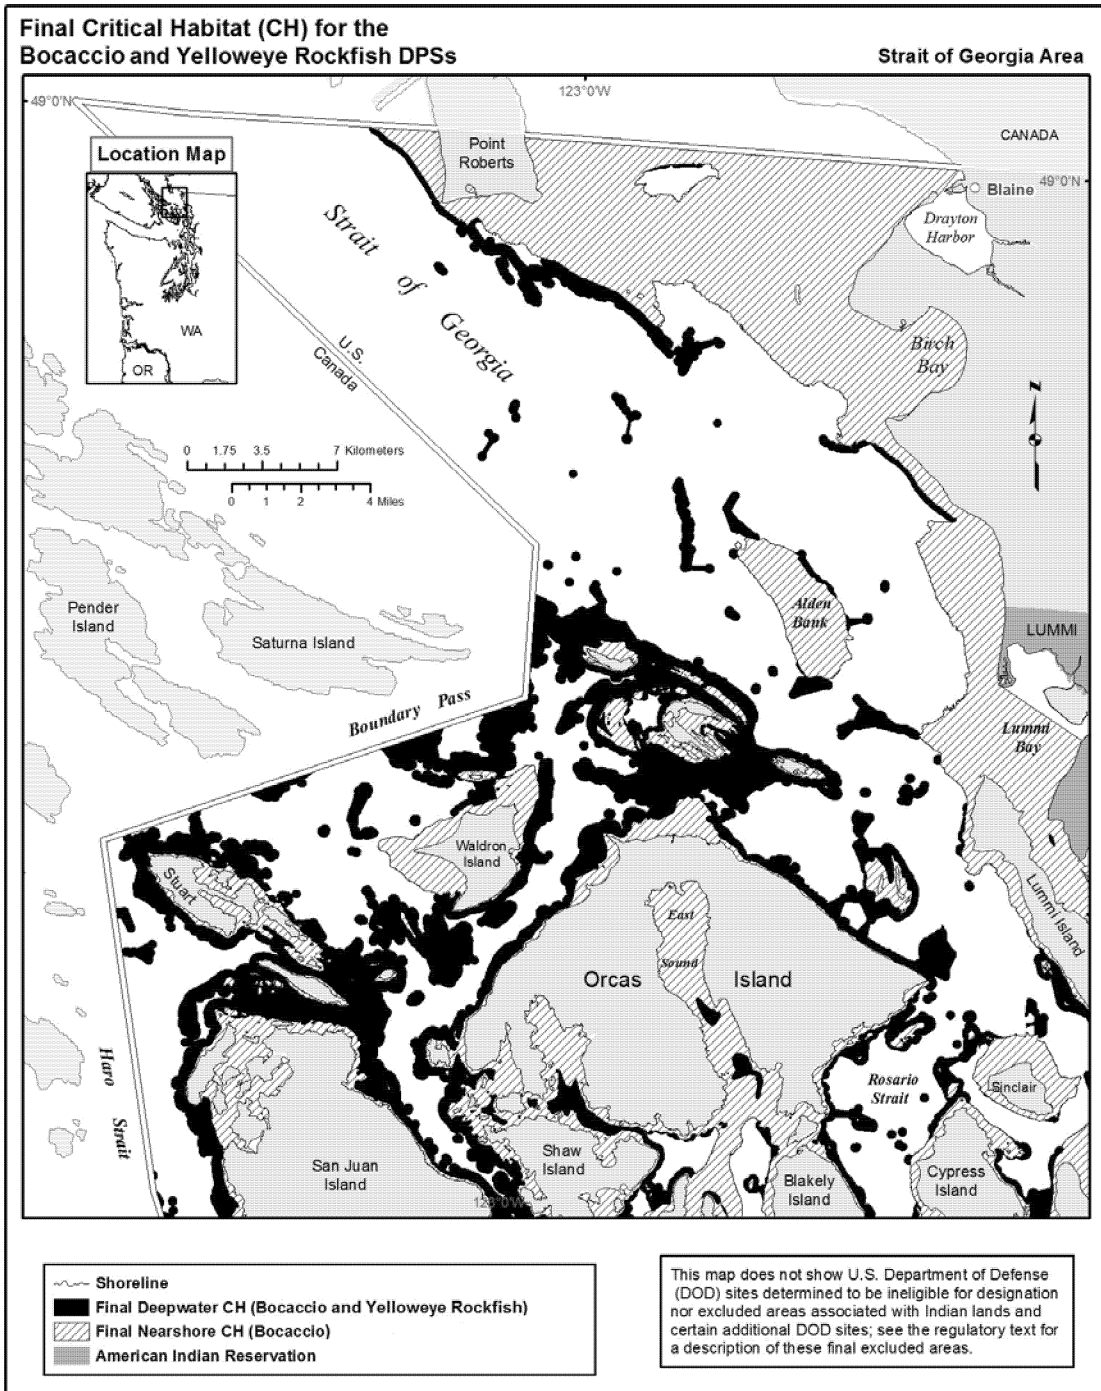 Final Critical Habitat (CH) for the
Bocaccio and Yelloweye Rockfish DPSs
Strait of Georgia Area
49°0'N
123°0'W
CANADA
Point
Roberts
Location Map
49°0'N
Blaine
Drayton
Harbor
Strait of Georgia
WA
OR
U.S.
Canada
Birch
Bay
N
0 1.75 3.5 7 Kilometers
0 1 2 4 Miles
Pender
Island
Saturna Island
Alden
Bank
LUMMI
Boundary Pass
Lummi
Bay
Waldron
Island
Stuart
Lummi Island
East
Sound
Orcas Island
Haro Strait
Rosario
Strait
Sinclair
San Juan
Island
Shaw
Island
Blakely
Island
Cypress
Island
123°0'W
Shoreline
Final Deepwater CH (Bocaccio and Yelloweye Rockfish)
Final Nearshore CH (Bocaccio)
American Indian Reservation
This map does not show U.S. Department of Defense
(DOD) sites determined to be ineligible for designation
nor excluded areas associated with Indian lands and
certain additional DOD sites; see the regulatory text for
a description of these final excluded areas.